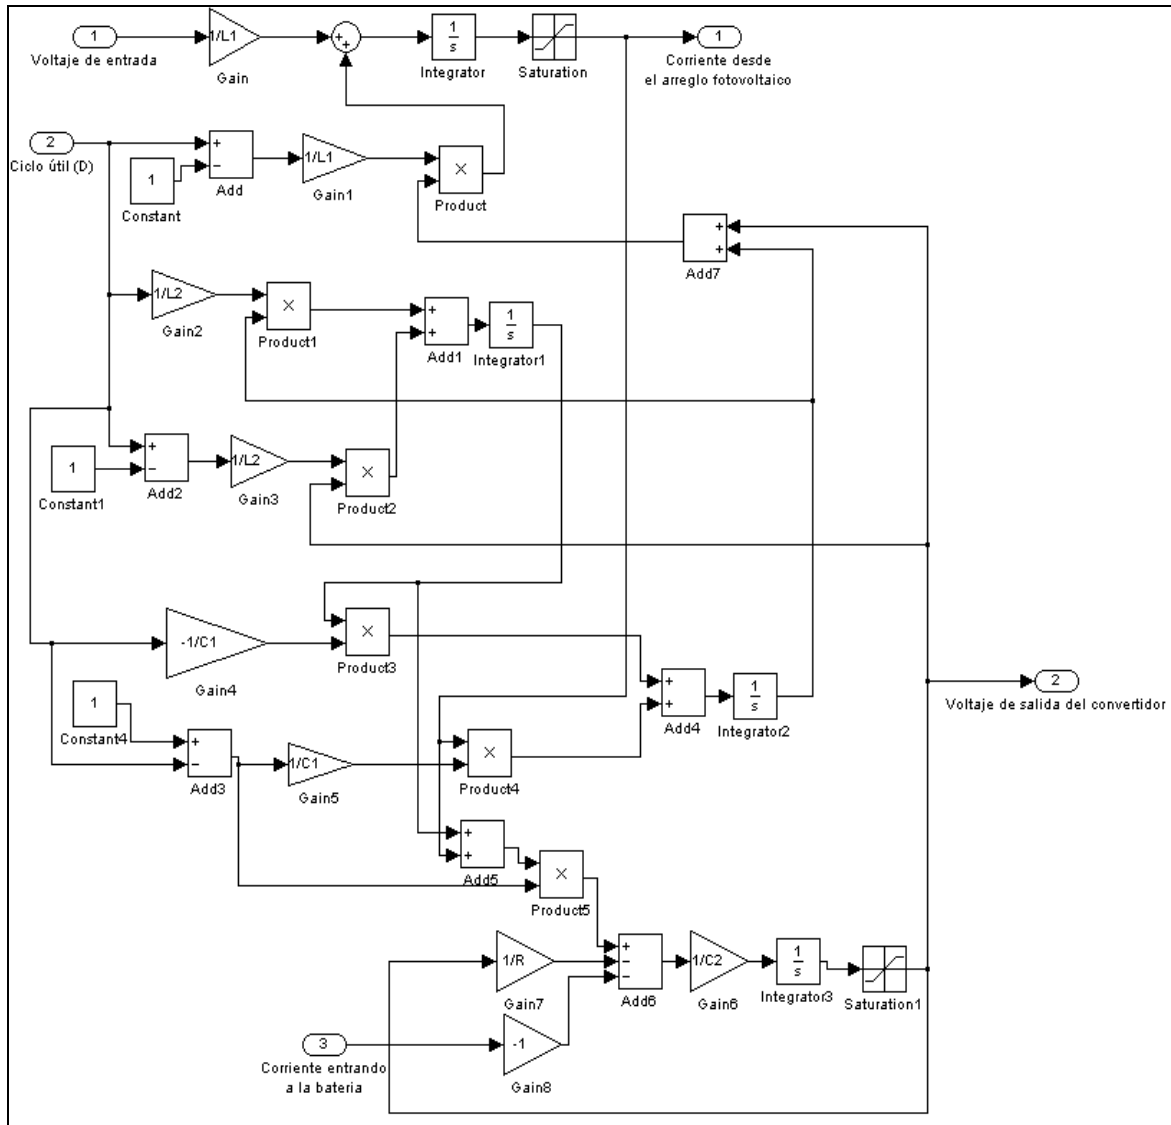 1
Voltaje de entrada
1/L1
Gain
+
+
1
s
Integrator
Saturation
1
Corriente desde
el arreglo fotovoltaico
2
Ciclo útil (D)
1
Constant
+
−
Add
1/L1
Gain1
×
Product
+
+
Add7
1/L2
Gain2
×
Product1
+
+
Add1
1
s
Integrator1
1
Constant1
+
−
Add2
1/L2
Gain3
×
Product2
-1/C1
Gain4
×
Product3
1
Constant4
+
−
Add3
1/C1
Gain5
×
Product4
+
+
Add4
1
s
Integrator2
2
Voltaje de salida del convertidor
+
+
Add5
×
Product5
1/R
Gain7
+
−
−
Add6
1/C2
Gain6
1
s
Integrator3
Saturation1
3
Corriente entrando
a la bateria
-1
Gain8